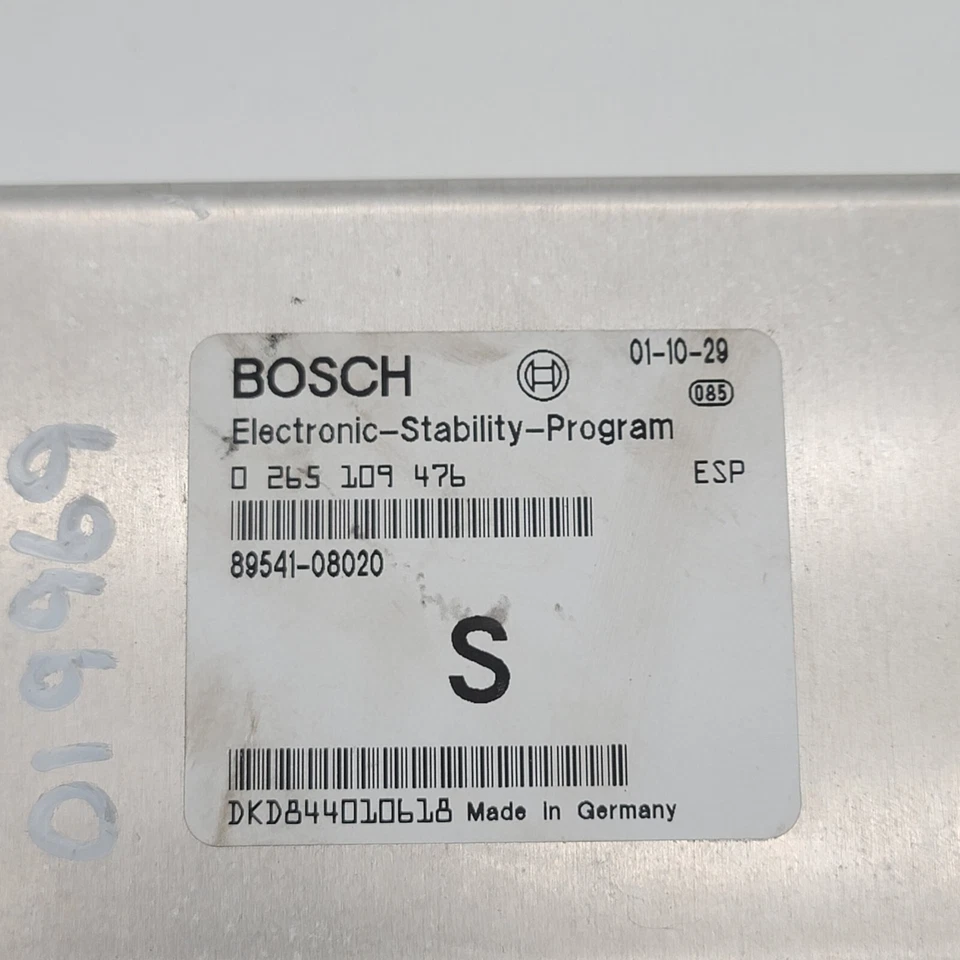 BOSCH
01-10-29
085
Electronic-Stability-Program
0 265 109 476
ESP
89541-08020
S
DKD844010618 Made in Germany